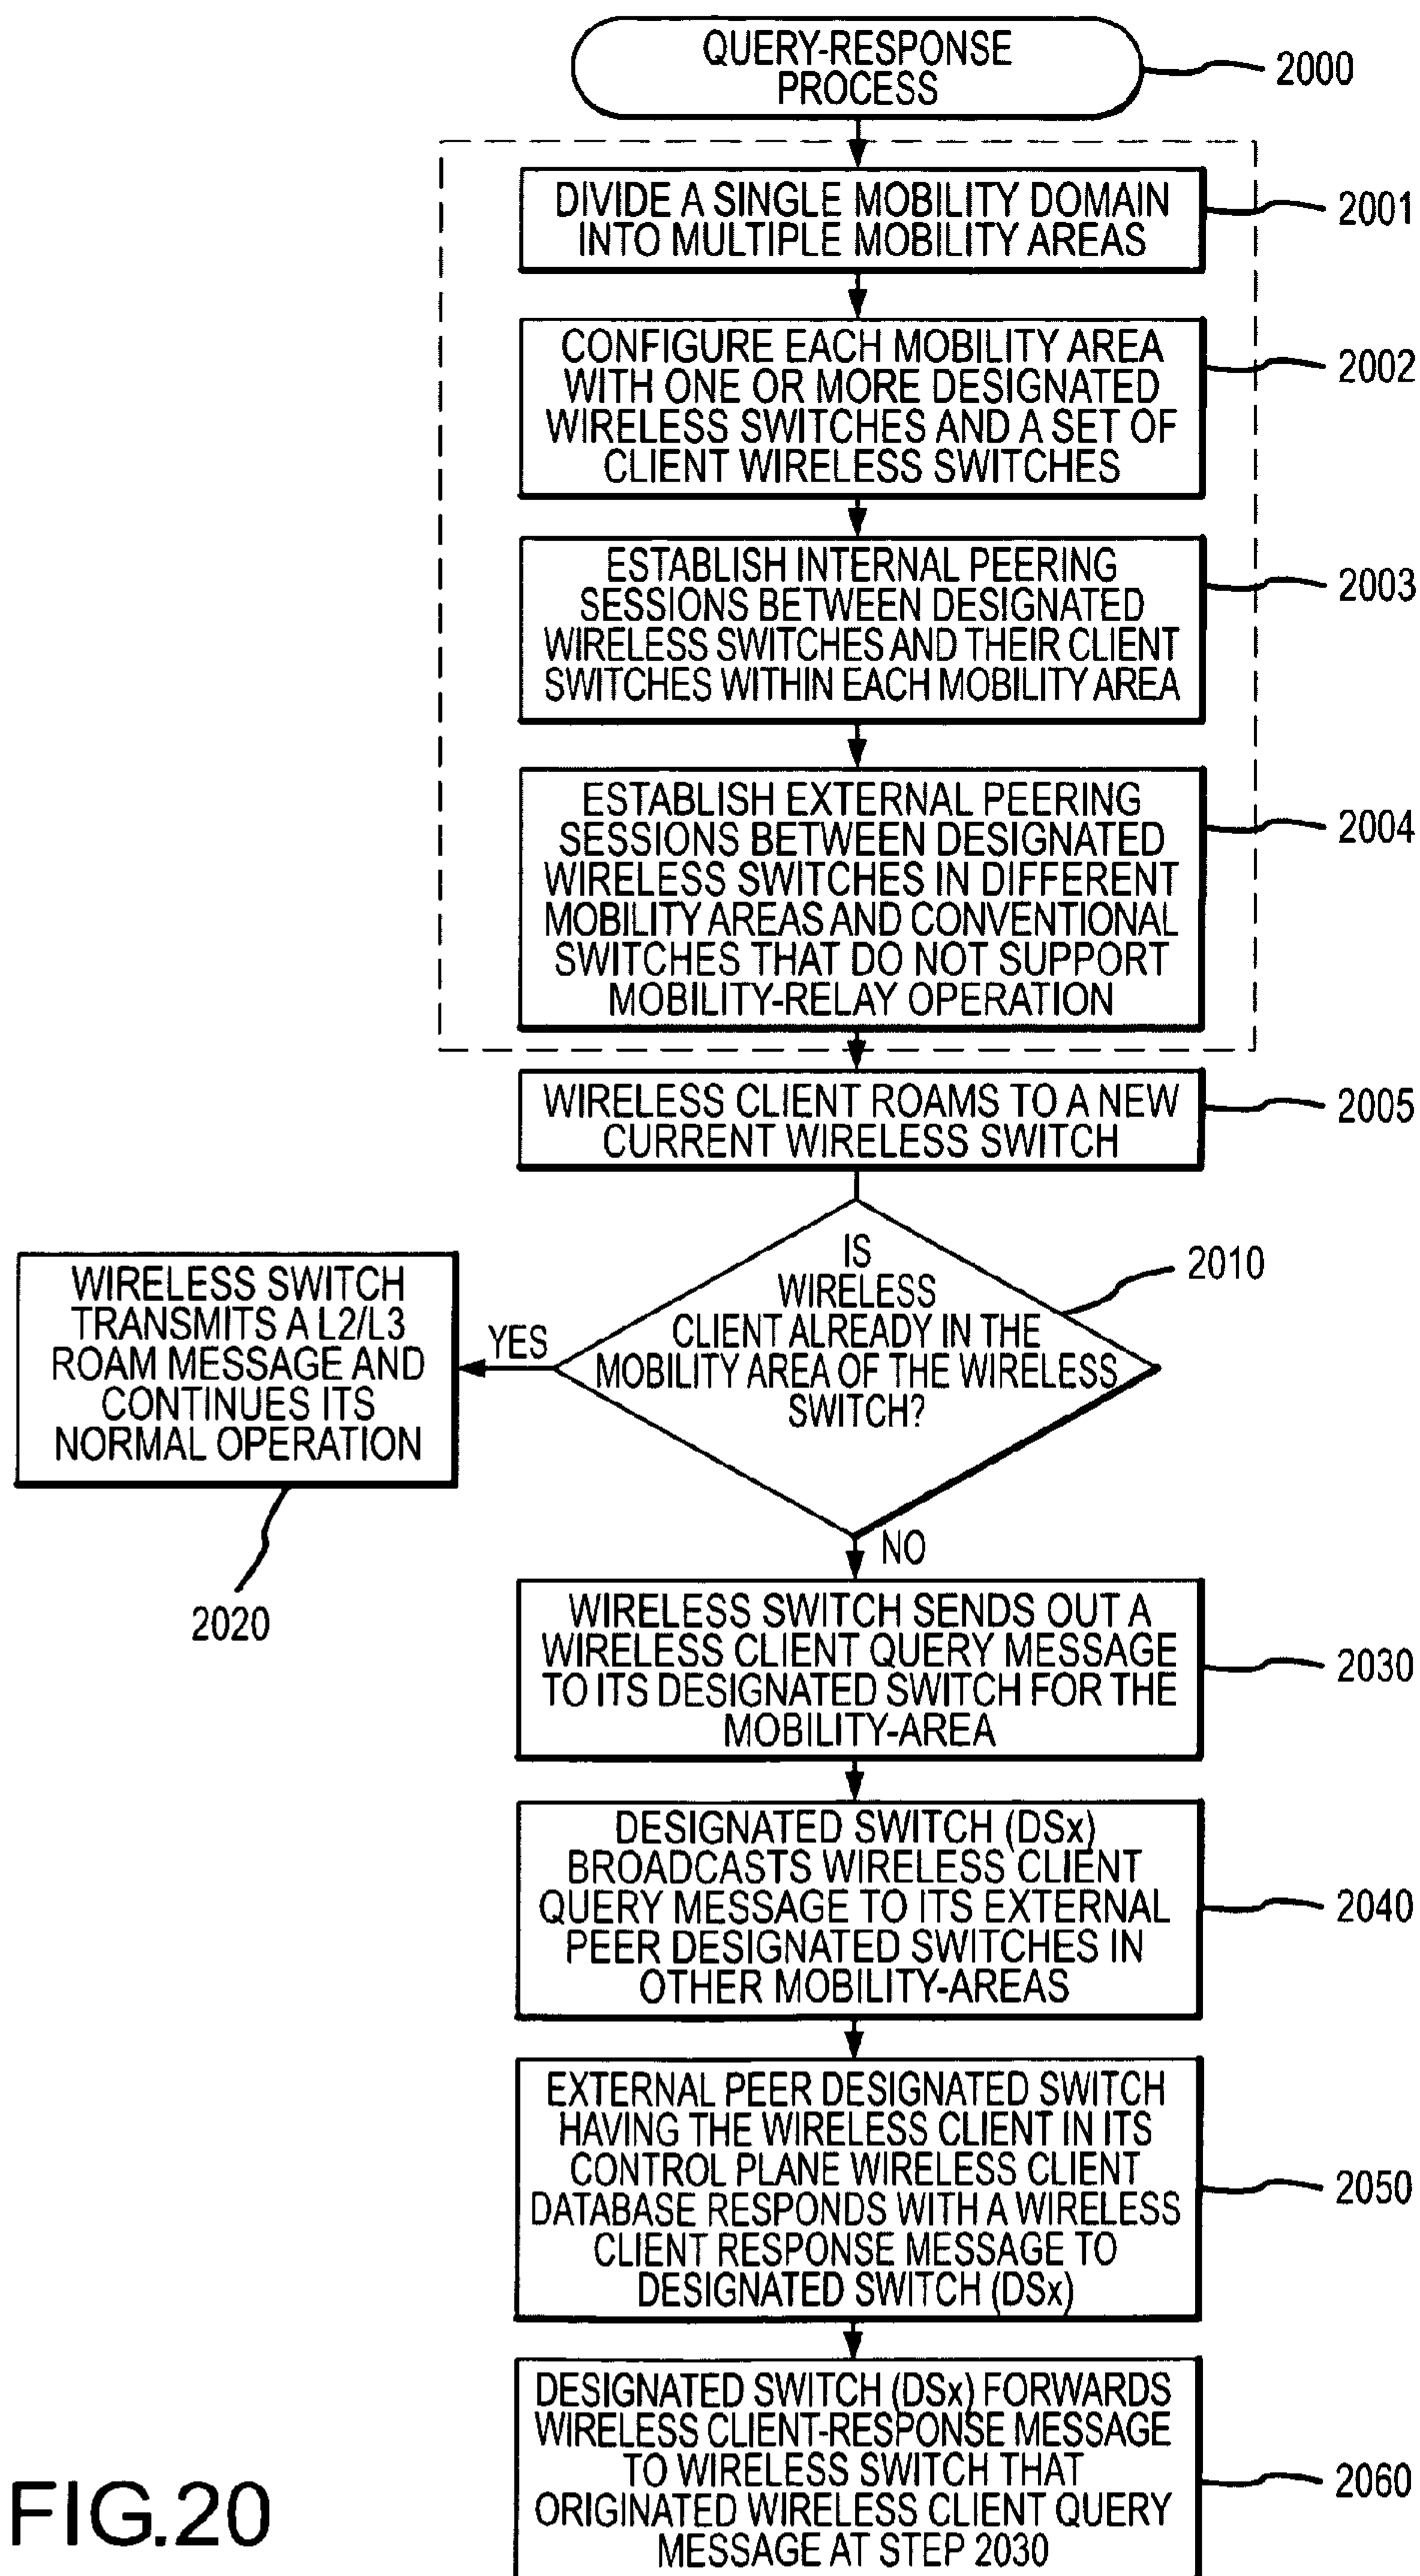 QUERY-RESPONSE
PROCESS
2000
DIVIDE A SINGLE MOBILITY DOMAIN
INTO MULTIPLE MOBILITY AREAS
2001
CONFIGURE EACH MOBILITY AREA
WITH ONE OR MORE DESIGNATED
WIRELESS SWITCHES AND A SET OF
CLIENT WIRELESS SWITCHES
2002
ESTABLISH INTERNAL PEERING
SESSIONS BETWEEN DESIGNATED
WIRELESS SWITCHES AND THEIR CLIENT
SWITCHES WITHIN EACH MOBILITY AREA
2003
ESTABLISH EXTERNAL PEERING
SESSIONS BETWEEN DESIGNATED
WIRELESS SWITCHES IN DIFFERENT
MOBILITY AREAS AND CONVENTIONAL
SWITCHES THAT DO NOT SUPPORT
MOBILITY-RELAY OPERATION
2004
WIRELESS CLIENT ROAMS TO A NEW
CURRENT WIRELESS SWITCH
2005
IS
WIRELESS
CLIENT ALREADY IN THE
MOBILITY AREA OF THE WIRELESS
SWITCH?
2010
YES
WIRELESS SWITCH
TRANSMITS A L2/L3
ROAM MESSAGE AND
CONTINUES ITS
NORMAL OPERATION
2020
NO
WIRELESS SWITCH SENDS OUT A
WIRELESS CLIENT QUERY MESSAGE
TO ITS DESIGNATED SWITCH FOR THE
MOBILITY-AREA
2030
DESIGNATED SWITCH (DSx)
BROADCASTS WIRELESS CLIENT
QUERY MESSAGE TO ITS EXTERNAL
PEER DESIGNATED SWITCHES IN
OTHER MOBILITY-AREAS
2040
EXTERNAL PEER DESIGNATED SWITCH
HAVING THE WIRELESS CLIENT IN ITS
CONTROL PLANE WIRELESS CLIENT
DATABASE RESPONDS WITH A WIRELESS
CLIENT RESPONSE MESSAGE TO
DESIGNATED SWITCH (DSx)
2050
DESIGNATED SWITCH (DSx) FORWARDS
WIRELESS CLIENT-RESPONSE MESSAGE
TO WIRELESS SWITCH THAT
ORIGINATED WIRELESS CLIENT QUERY
MESSAGE AT STEP 2030
2060
FIG.20